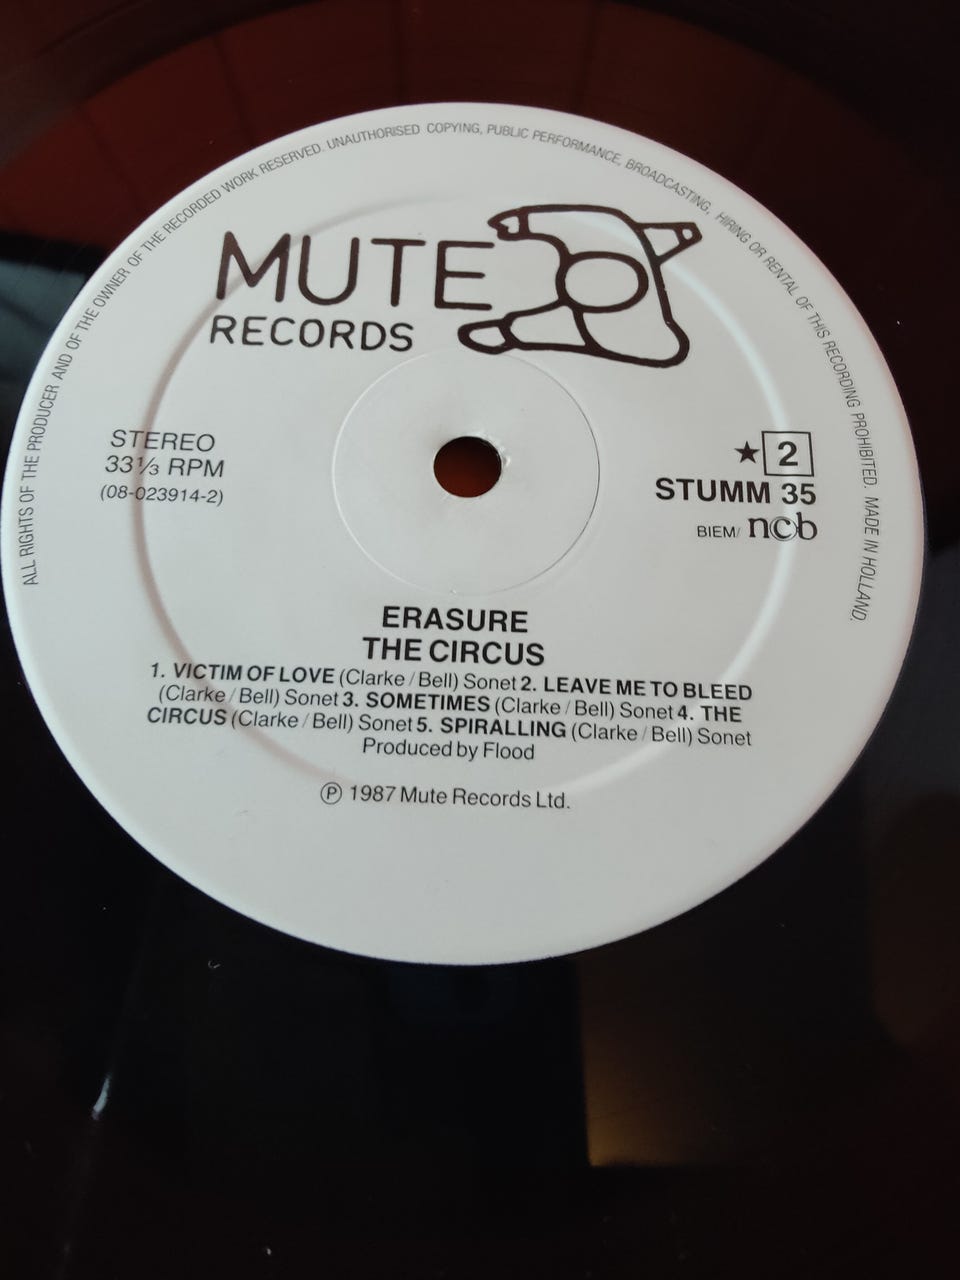 ALL RIGHTS OF THE PRODUCER AND OF THE OWNER OF THE RECORDED WORK RESERVED. UNAUTHORISED COPYING, PUBLIC PERFORMANCE, BROADCASTING, HIRING OR RENTAL OF THIS RECORDING PROHIBITED. MADE IN HOLLAND.
MUTE
RECORDS
STEREO
33⅓ RPM
(08-023914-2)
★ 2
STUMM 35
BIEM/ ncb
ERASURE
THE CIRCUS
1. VICTIM OF LOVE (Clarke / Bell) Sonet 2. LEAVE ME TO BLEED
(Clarke / Bell) Sonet 3. SOMETIMES (Clarke / Bell) Sonet 4. THE
CIRCUS (Clarke / Bell) Sonet 5. SPIRALLING (Clarke / Bell) Sonet
Produced by Flood
Ⓟ 1987 Mute Records Ltd.